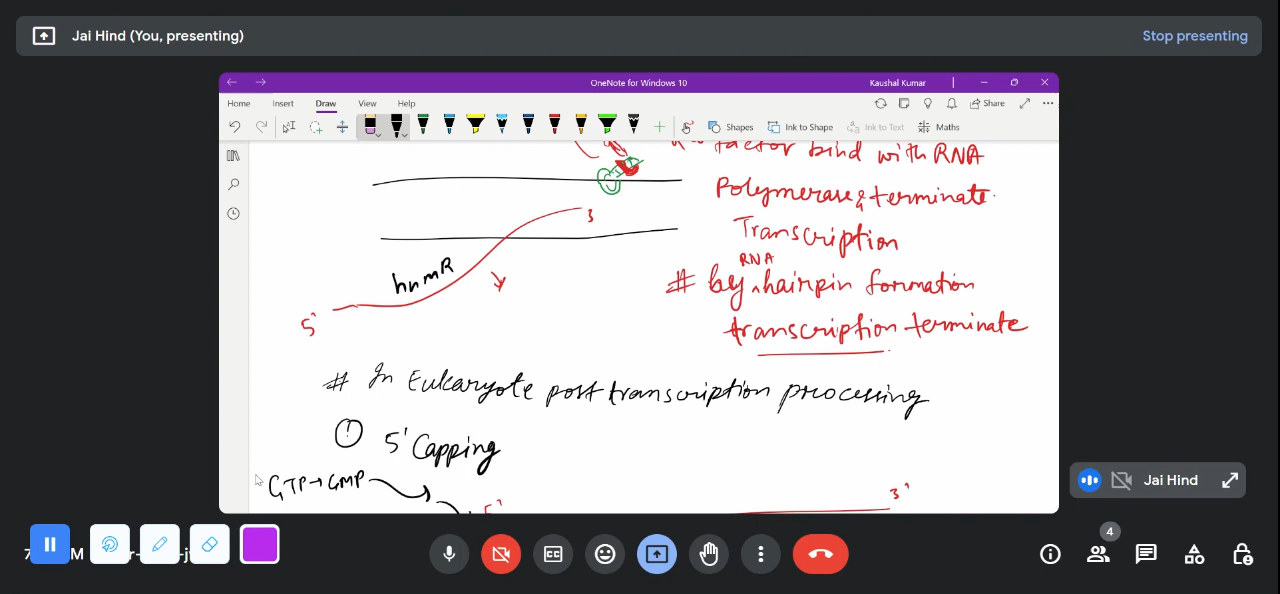 Jai Hind (You, presenting)
Stop presenting
OneNote for Windows 10
Kaushal Kumar
Home Insert Draw View Help
Share
Shapes Ink to Shape Ink to Text Maths
factor bind with RNA
Polymerase & terminate
Transcription
RNA
# by hairpin formation
transcription terminate
3
hnmR
5'
# In Eukaryote post transcription processing
① 5' Capping
GTP → GMP
5'
3'
Jai Hind
4